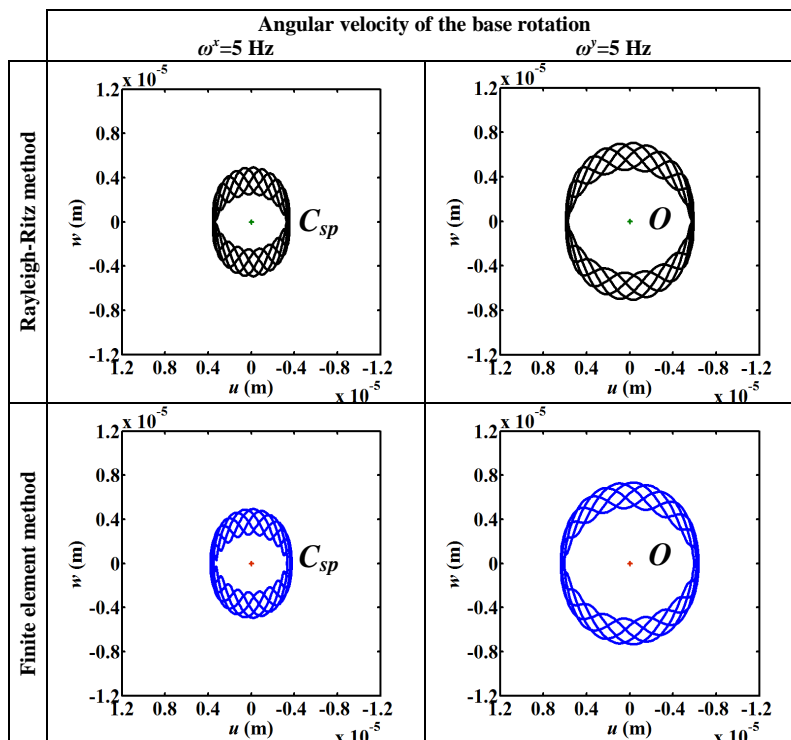 Angular velocity of the base rotation
ω^x=5 Hz
ω^y=5 Hz
Rayleigh-Ritz method
x 10^-5
1.2
0.8
0.4
0
-0.4
-0.8
-1.2
w (m)
C_sp
1.2 0.8 0.4 0 -0.4 -0.8 -1.2
u (m)
x 10^-5
x 10^-5
1.2
0.8
0.4
0
-0.4
-0.8
-1.2
w (m)
O
1.2 0.8 0.4 0 -0.4 -0.8 -1.2
u (m)
x 10^-5
Finite element method
x 10^-5
1.2
0.8
0.4
0
-0.4
-0.8
-1.2
w (m)
C_sp
1.2 0.8 0.4 0 -0.4 -0.8 -1.2
u (m)
x 10^-5
x 10^-5
1.2
0.8
0.4
0
-0.4
-0.8
-1.2
w (m)
O
1.2 0.8 0.4 0 -0.4 -0.8 -1.2
u (m)
x 10^-5